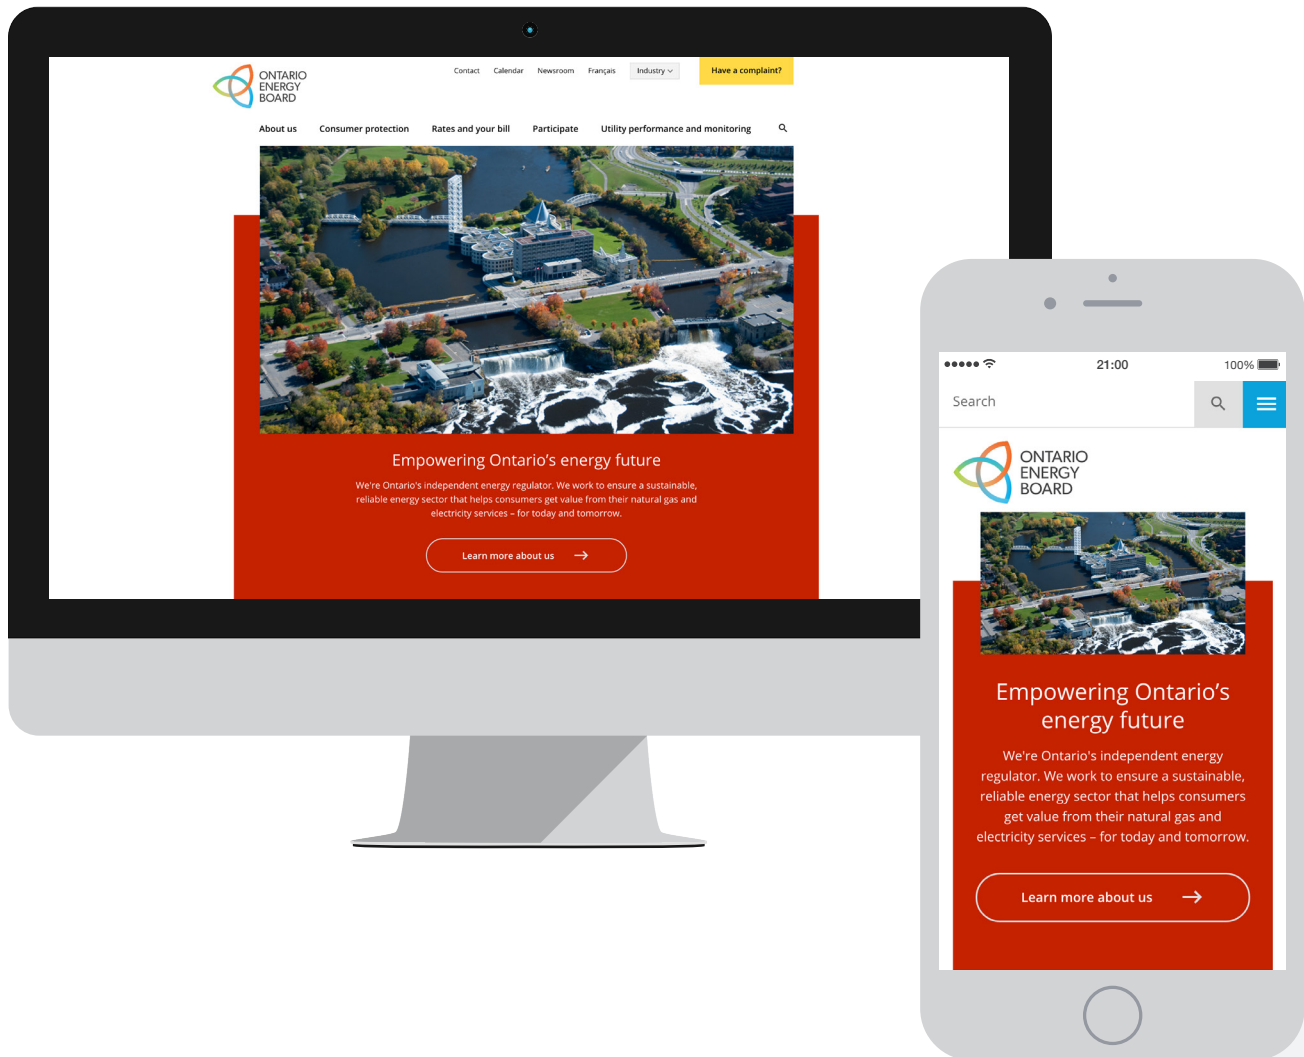 ONTARIO
ENERGY
BOARD
Contact Calendar Newsroom Français Industry
Have a complaint?
About us Consumer protection Rates and your bill Participate Utility performance and monitoring
Empowering Ontario’s energy future
We're Ontario's independent energy regulator. We work to ensure a sustainable,
reliable energy sector that helps consumers get value from their natural gas and
electricity services – for today and tomorrow.
Learn more about us
21:00
100%
Search
ONTARIO
ENERGY
BOARD
Empowering Ontario’s
energy future
We're Ontario's independent energy
regulator. We work to ensure a sustainable,
reliable energy sector that helps consumers
get value from their natural gas and
electricity services – for today and tomorrow.
Learn more about us